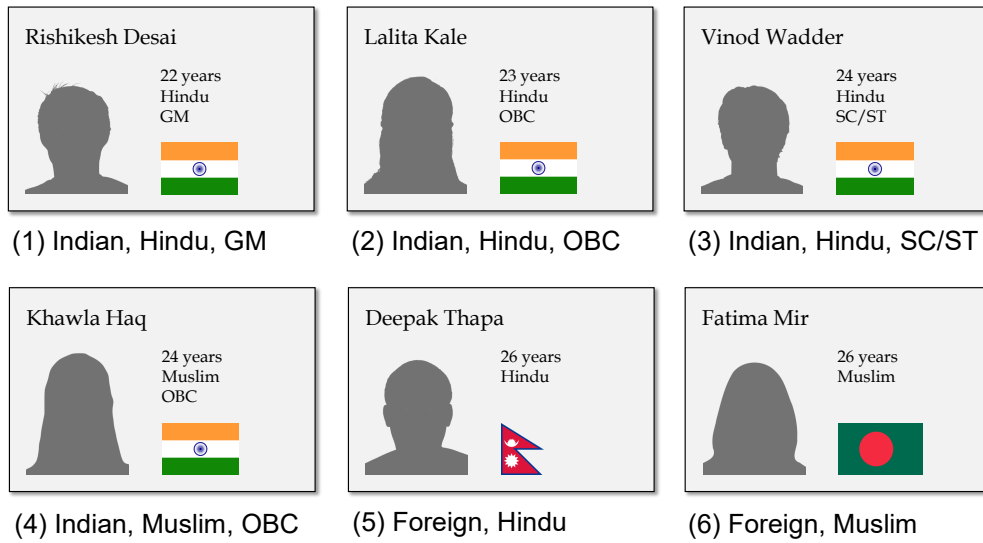 Rishikesh Desai
22 years
Hindu
GM
(1) Indian, Hindu, GM
Lalita Kale
23 years
Hindu
OBC
(2) Indian, Hindu, OBC
Vinod Wadder
24 years
Hindu
SC/ST
(3) Indian, Hindu, SC/ST
Khawla Haq
24 years
Muslim
OBC
(4) Indian, Muslim, OBC
Deepak Thapa
26 years
Hindu
(5) Foreign, Hindu
Fatima Mir
26 years
Muslim
(6) Foreign, Muslim